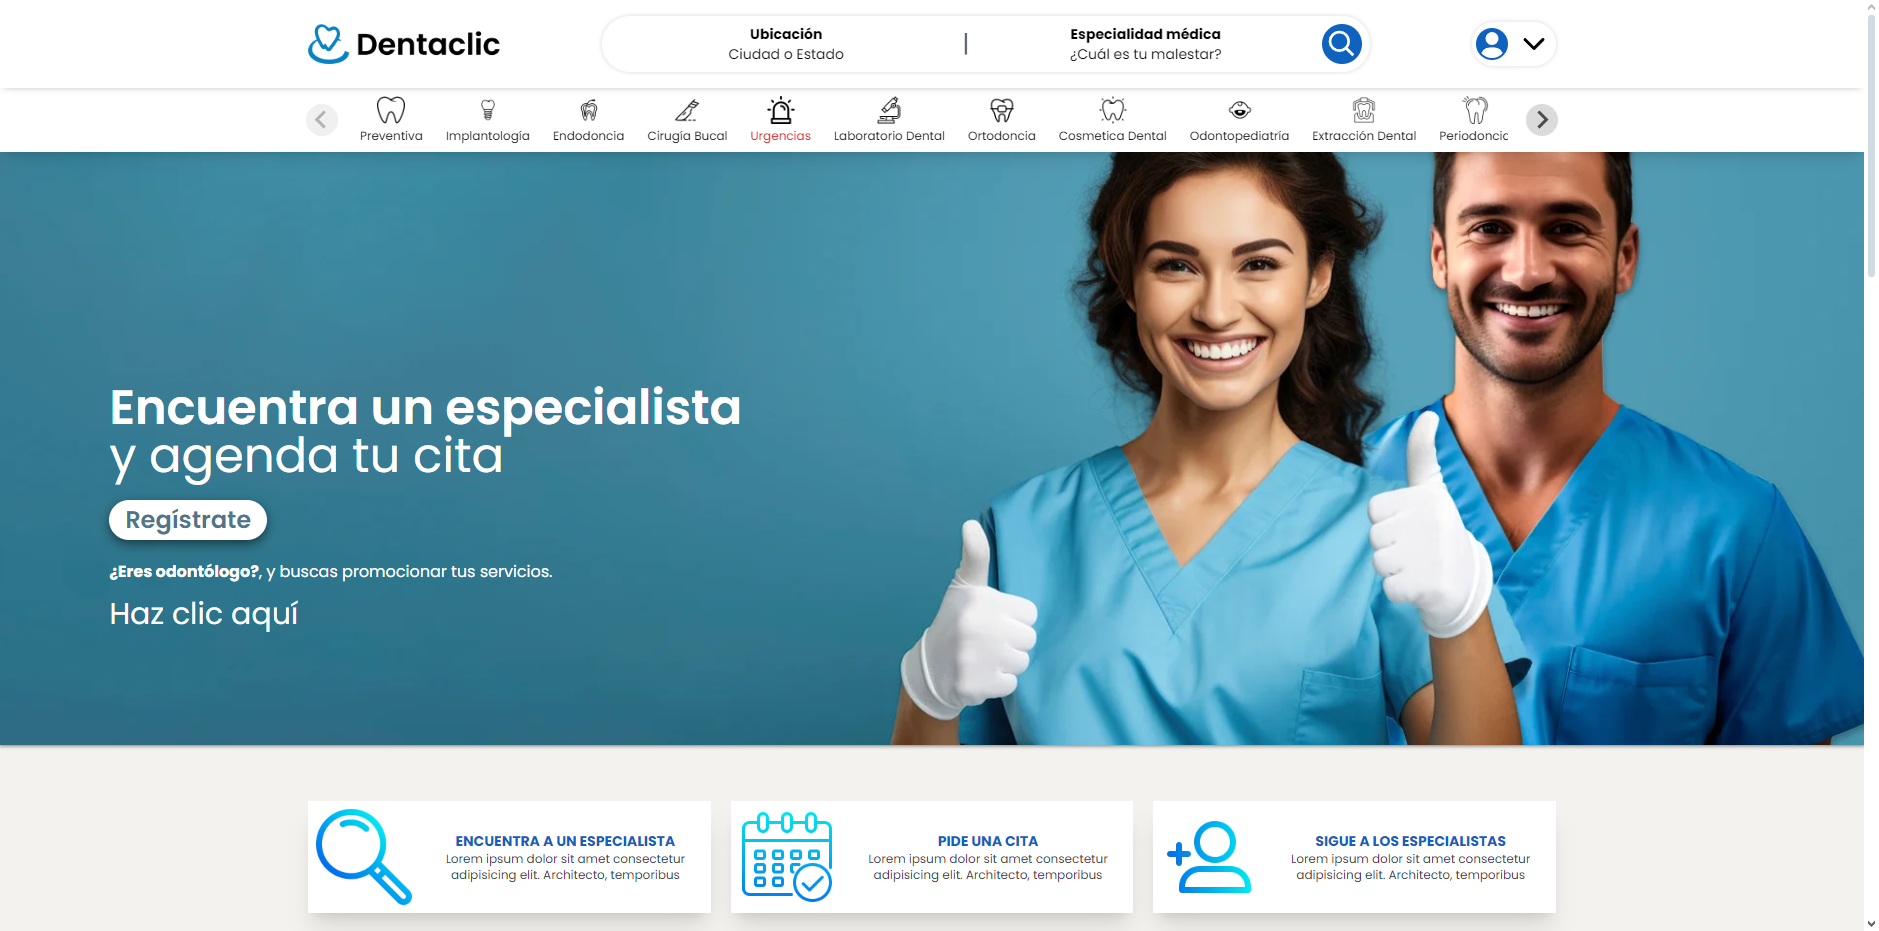 Dentaclic
Ubicación
Ciudad o Estado
|
Especialidad médica
¿Cuál es tu malestar?
Preventiva
Implantología
Endodoncia
Cirugía Bucal
Urgencias
Laboratorio Dental
Ortodoncia
Cosmetica Dental
Odontopediatría
Extracción Dental
Periodonci
Encuentra un especialista
y agenda tu cita
Regístrate
¿Eres odontólogo?, y buscas promocionar tus servicios.
Haz clic aquí
ENCUENTRA A UN ESPECIALISTA
Lorem ipsum dolor sit amet consectetur
adipisicing elit. Architecto, temporibus
PIDE UNA CITA
Lorem ipsum dolor sit amet consectetur
adipisicing elit. Architecto, temporibus
SIGUE A LOS ESPECIALISTAS
Lorem ipsum dolor sit amet consectetur
adipisicing elit. Architecto, temporibus